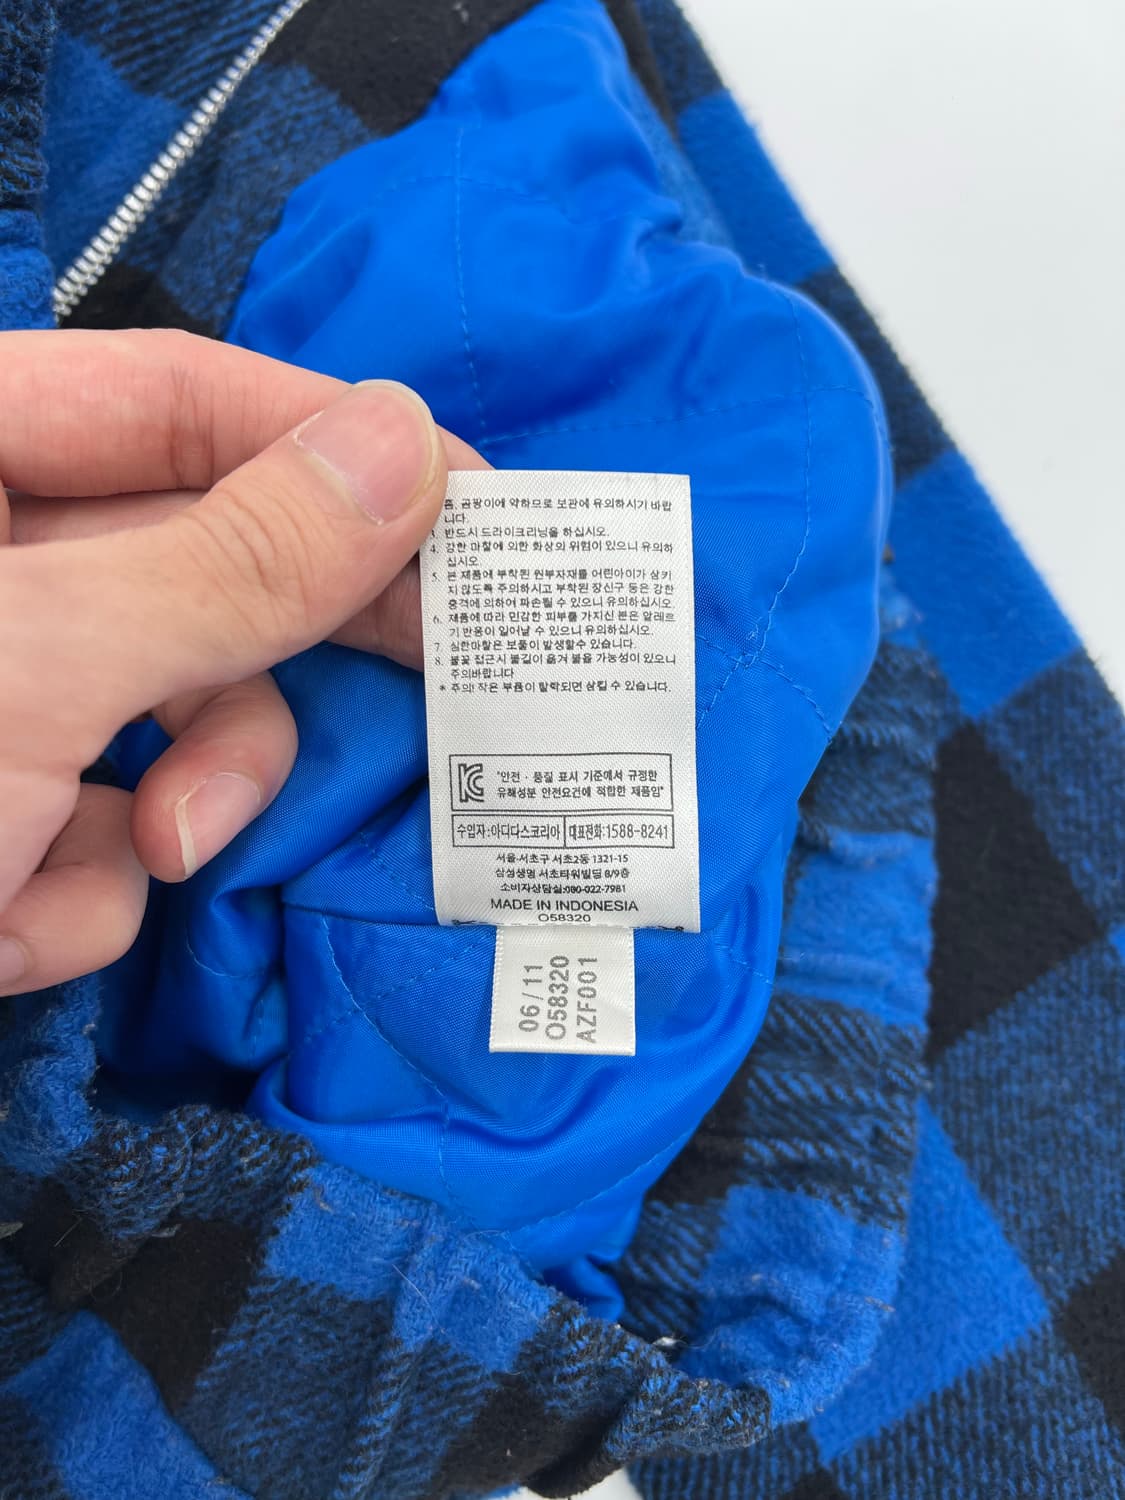 좀, 곰팡이에 약하므로 보관에 유의하시기 바랍
니다.
3. 반드시 드라이크리닝을 하십시오.
4. 강한 마찰에 의한 화상의 위험이 있으니 유의하
십시오.
5. 본 제품에 부착된 원부자재를 어린아이가 삼키
지 않도록 주의하시고 부착된 장신구 등은 강한
충격에 의하여 파손될 수 있으니 유의하십시오.
6. 제품에 따라 민감한 피부를 가지신 분은 알레르
기 반응이 일어날 수 있으니 유의하십시오.
7. 심한마찰은 보풀이 발생할수 있습니다.
8. 불꽃 접근시 불길이 옮겨 붙을 가능성이 있으니
주의바랍니다
* 주의! 작은 부품이 탈락되면 삼킬 수 있습니다.
"안전 · 품질 표시 기준에서 규정한
유해성분 안전요건에 적합한 제품임"
수입자:아디다스코리아 대표전화:1588-8241
서울 서초구 서초2동 1321-15
삼성생명 서초타워빌딩 8/9층
소비자상담실:080-022-7981
MADE IN INDONESIA
O58320
06/11
O58320
AZF001